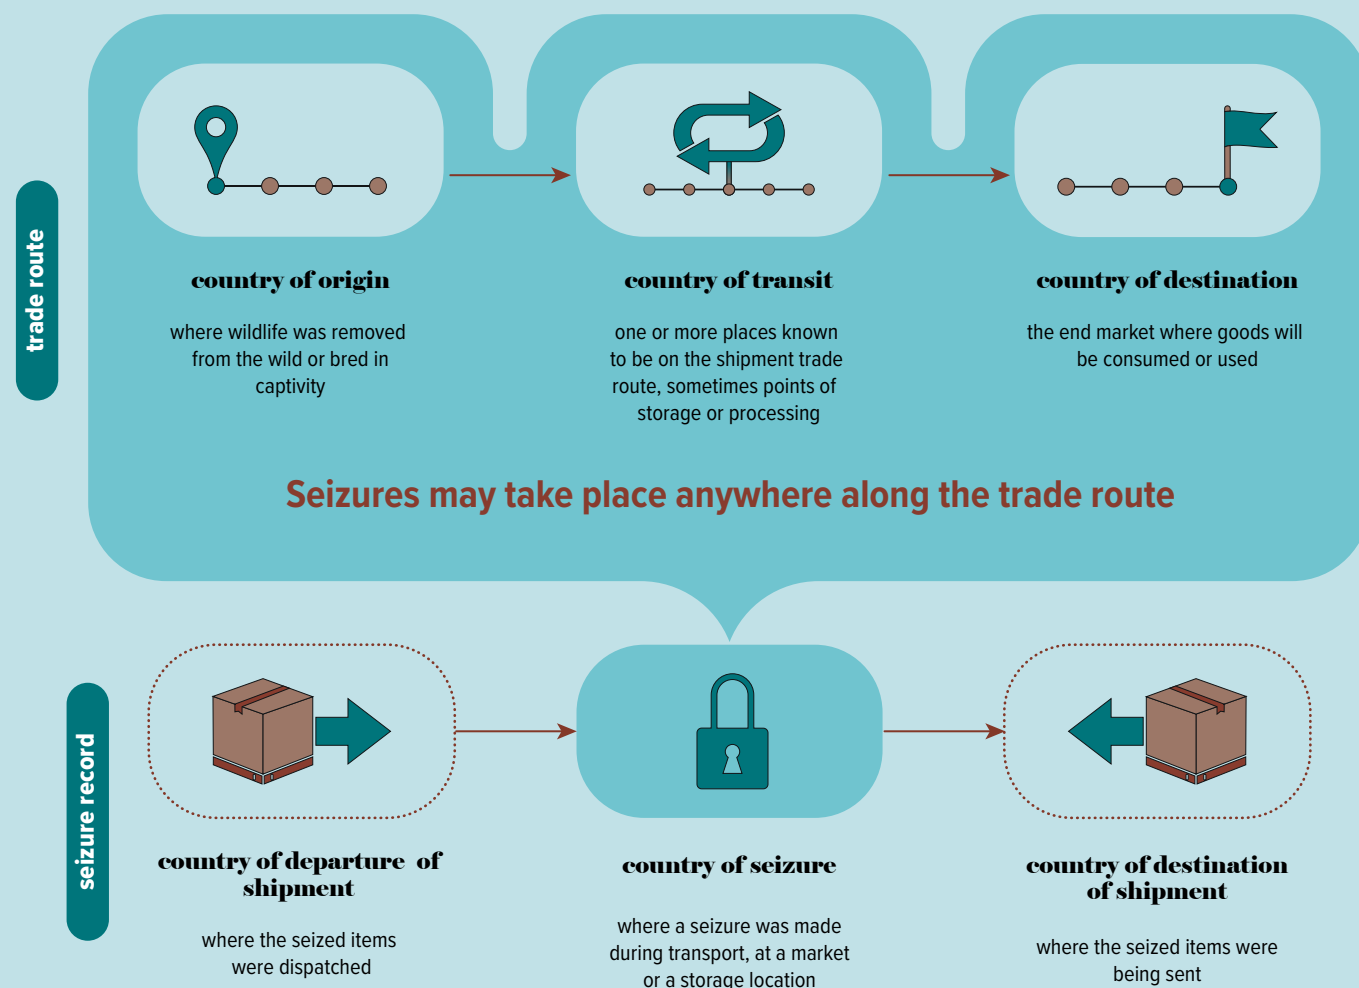 trade route
country of origin
where wildlife was removed
from the wild or bred in
captivity
country of transit
one or more places known
to be on the shipment trade
route, sometimes points of
storage or processing
country of destination
the end market where goods will
be consumed or used
Seizures may take place anywhere along the trade route
seizure record
country of departure of
shipment
where the seized items
were dispatched
country of seizure
where a seizure was made
during transport, at a market
or a storage location
country of destination
of shipment
where the seized items were
being sent